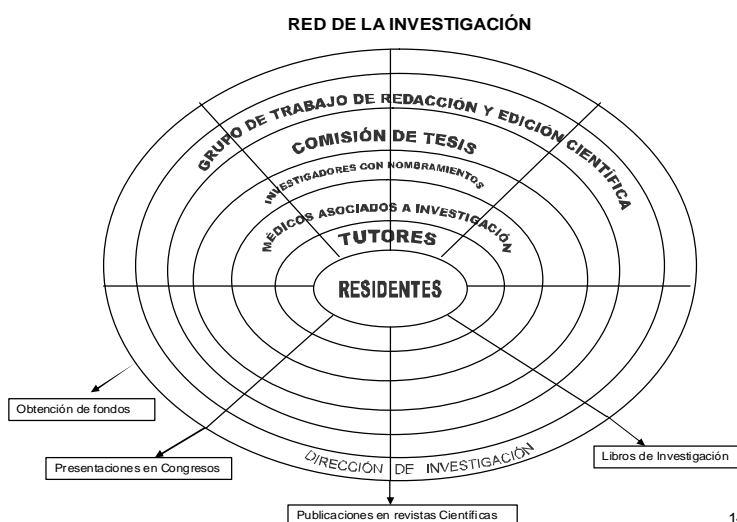 RED DE LA INVESTIGACIÓN
GRUPO DE TRABAJO DE REDACCIÓN Y EDICIÓN CIENTÍFICA
COMISIÓN DE TESIS
INVESTIGADORES CON NOMBRAMIENTOS
MÉDICOS ASOCIADOS A INVESTIGACIÓN
TUTORES
RESIDENTES
Obtención de fondos
Presentaciones en Congresos
DIRECCIÓN DE INVESTIGACIÓN
Libros de Investigación
Publicaciones en revistas Científicas